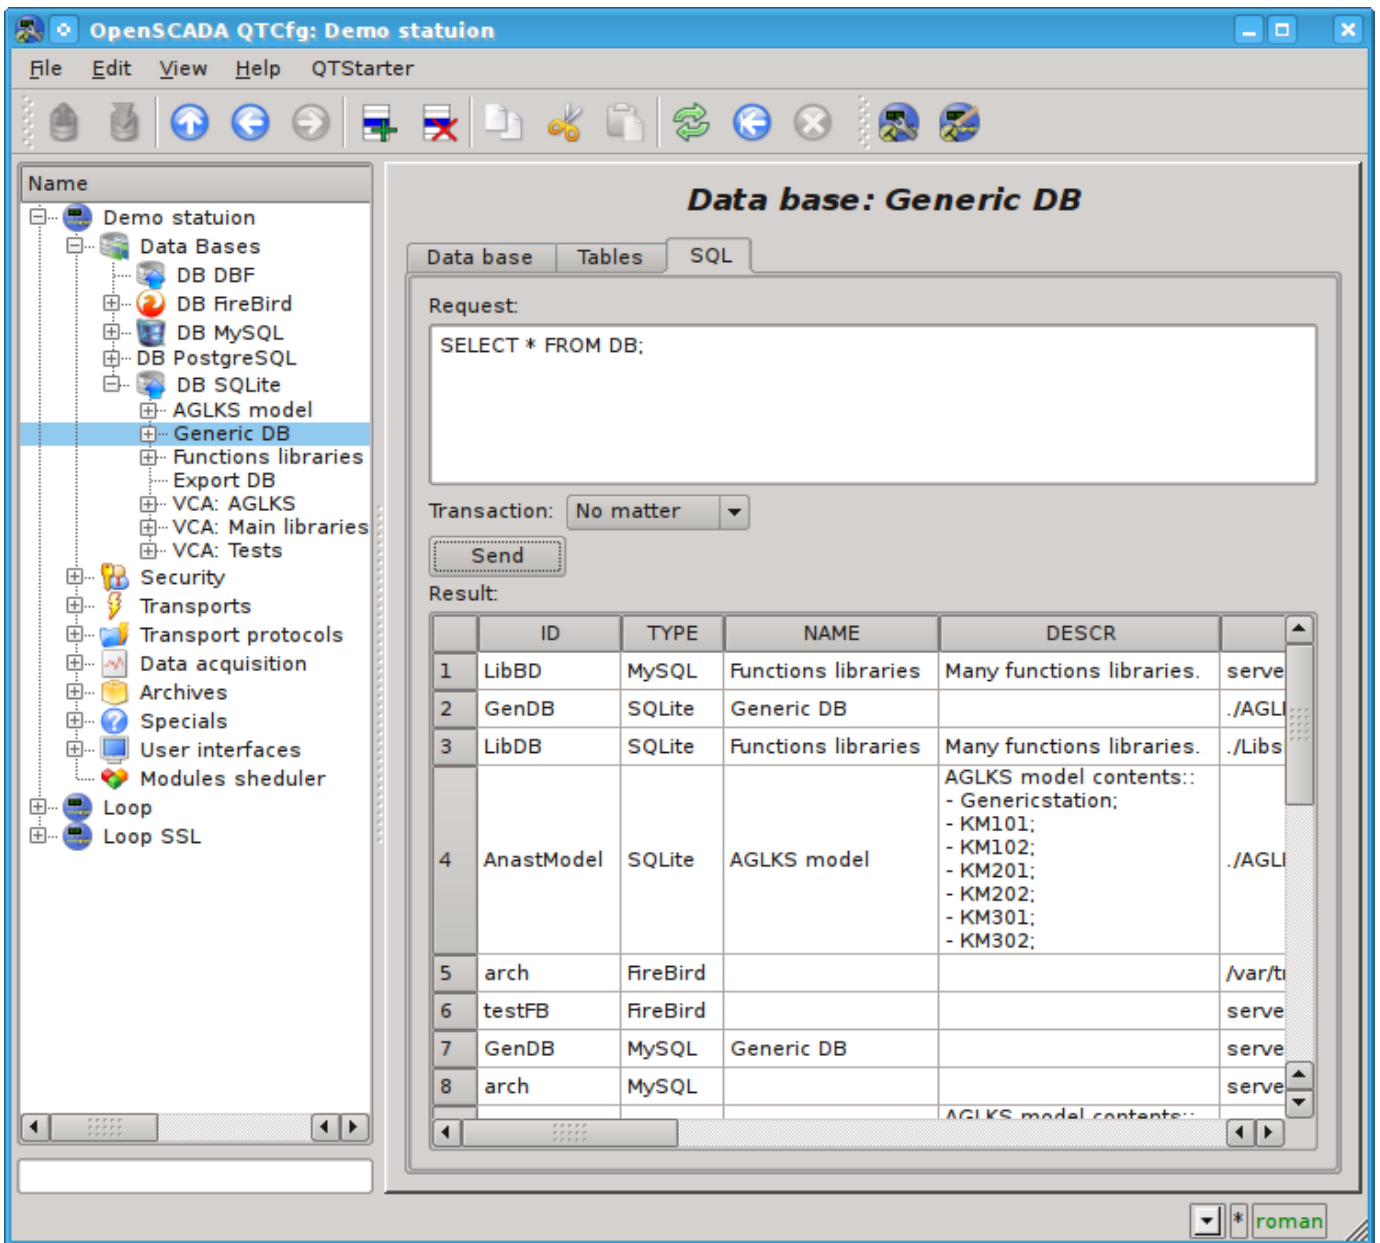 OpenSCADA QTCfg: Demo statuion
File Edit View Help QTStarter
Name
Demo statuion
Data Bases
DB DBF
DB FireBird
DB MySQL
DB PostgreSQL
DB SQLite
AGLKS model
Generic DB
Functions libraries
Export DB
VCA: AGLKS
VCA: Main libraries
VCA: Tests
Security
Transports
Transport protocols
Data acquisition
Archives
Specials
User interfaces
Modules sheduler
Loop
Loop SSL
Data base: Generic DB
Data base Tables SQL
Request:
SELECT * FROM DB;
Transaction: No matter
Send
Result:
ID TYPE NAME DESCR
1 LibBD MySQL Functions libraries Many functions libraries. serve
2 GenDB SQLite Generic DB ./AGL
3 LibDB SQLite Functions libraries Many functions libraries. ./Libs
4 AnastModel SQLite AGLKS model AGLKS model contents:: ./AGL
- Genericstation;
- KM101;
- KM102;
- KM201;
- KM202;
- KM301;
- KM302;
5 arch FireBird /var/t
6 testFB FireBird serve
7 GenDB MySQL Generic DB serve
8 arch MySQL serve
AGLKS model contents::
* roman